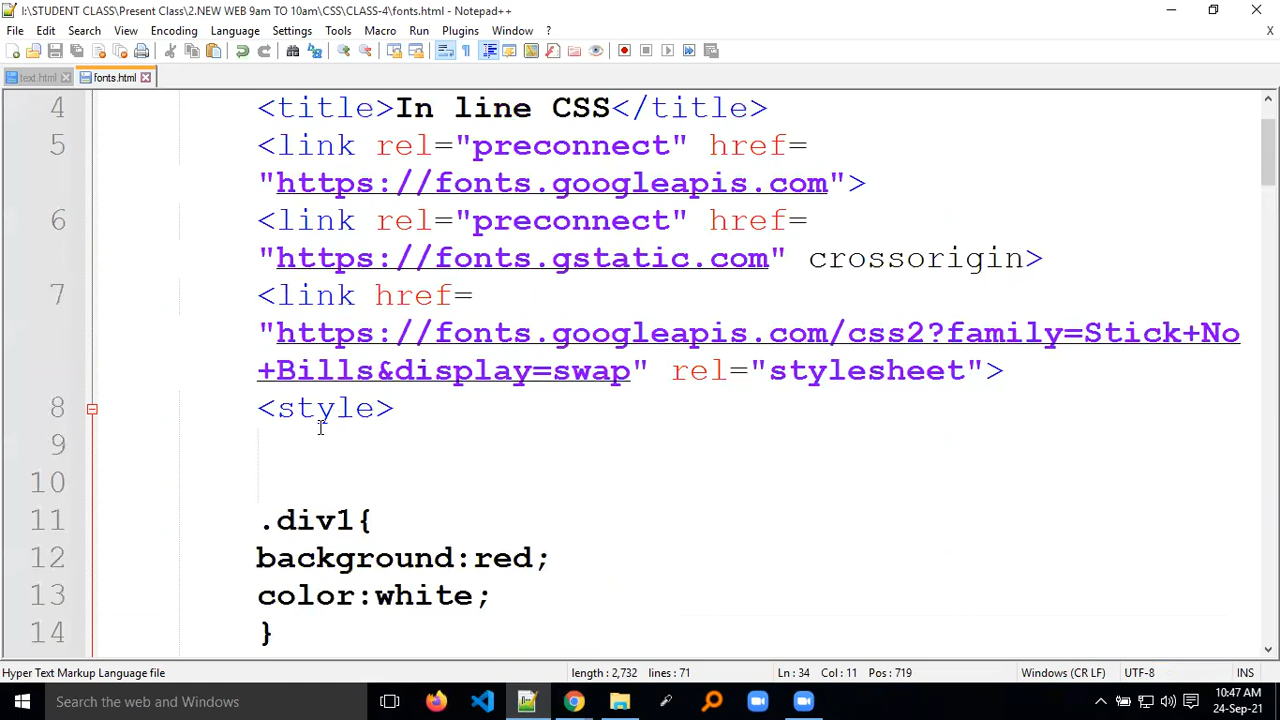 I:\STUDENT CLASS\Present Class\2.NEW WEB 9am TO 10am\CSS\CLASS-4\fonts.html - Notepad++
File Edit Search View Encoding Language Settings Tools Macro Run Plugins Window ? X
text.html fonts.html
4 <title>In line CSS</title>
5 <link rel="preconnect" href=
"https://fonts.googleapis.com">
6 <link rel="preconnect" href=
"https://fonts.gstatic.com" crossorigin>
7 <link href=
"https://fonts.googleapis.com/css2?family=Stick+No
+Bills&display=swap" rel="stylesheet">
8 <style>
9
10
11 .div1{
12 background:red;
13 color:white;
14 }
Hyper Text Markup Language file length : 2,732 lines : 71 Ln : 34 Col : 11 Pos : 719 Windows (CR LF) UTF-8 INS
Search the web and Windows
10:47 AM
24-Sep-21